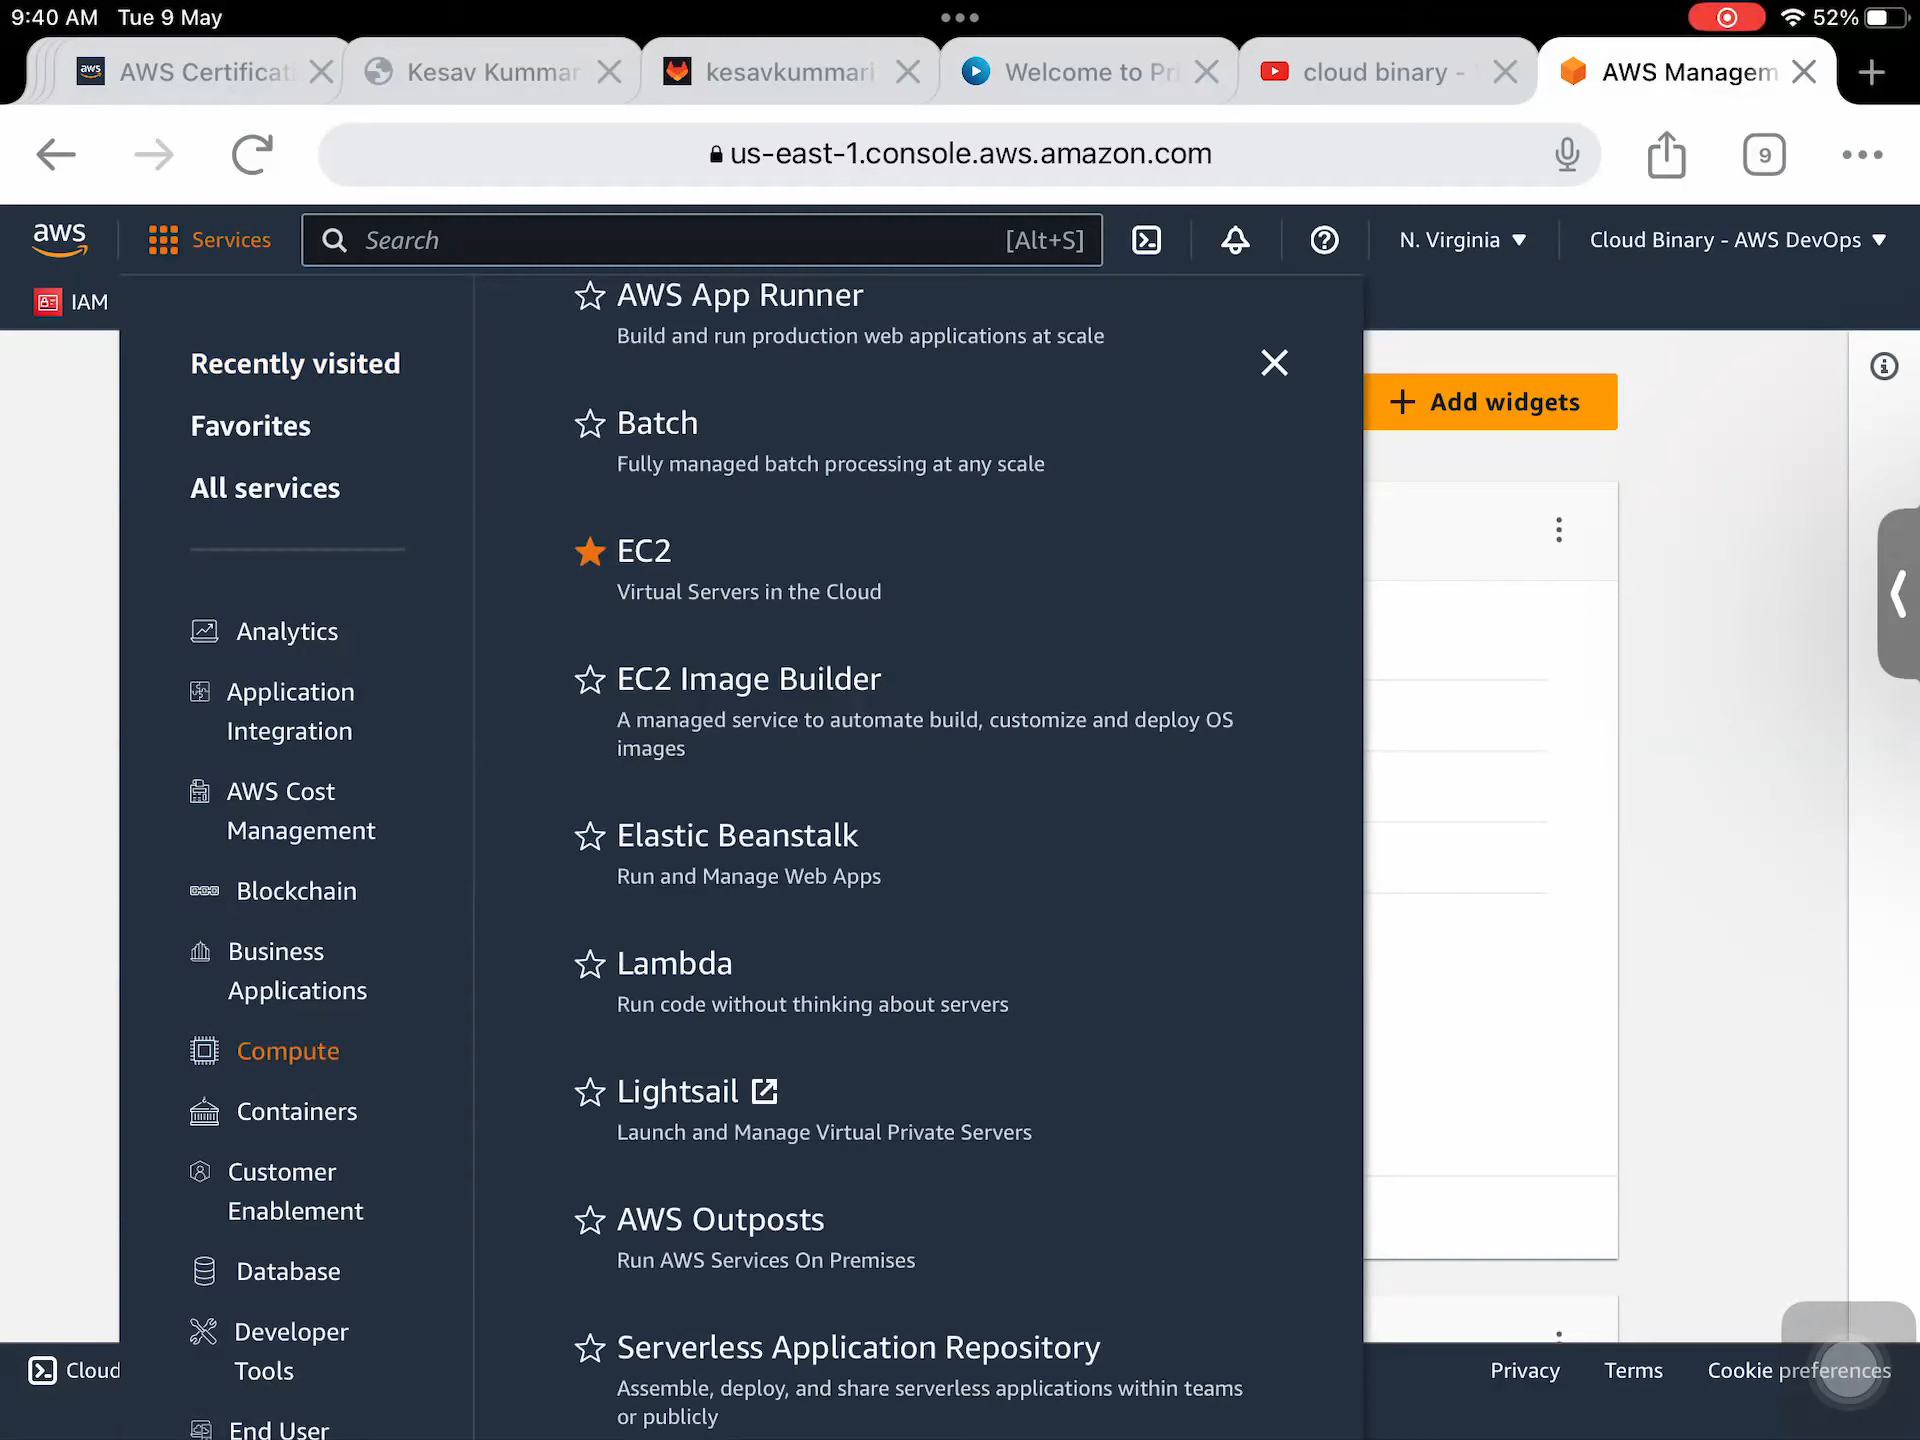 9:40 AM Tue 9 May
52%
AWS Certificati
Kesav Kummar
kesavkummari
Welcome to Pri
cloud binary -
AWS Managem
us-east-1.console.aws.amazon.com
9
aws
Services
Search
[Alt+S]
N. Virginia
Cloud Binary - AWS DevOps
IAM
Recently visited
Favorites
All services
Analytics
Application
Integration
AWS Cost
Management
Blockchain
Business
Applications
Compute
Containers
Customer
Enablement
Database
Developer
Tools
End User
AWS App Runner
Build and run production web applications at scale
Batch
Fully managed batch processing at any scale
EC2
Virtual Servers in the Cloud
EC2 Image Builder
A managed service to automate build, customize and deploy OS
images
Elastic Beanstalk
Run and Manage Web Apps
Lambda
Run code without thinking about servers
Lightsail
Launch and Manage Virtual Private Servers
AWS Outposts
Run AWS Services On Premises
Serverless Application Repository
Assemble, deploy, and share serverless applications within teams
or publicly
Add widgets
Cloud
Privacy
Terms
Cookie preferences